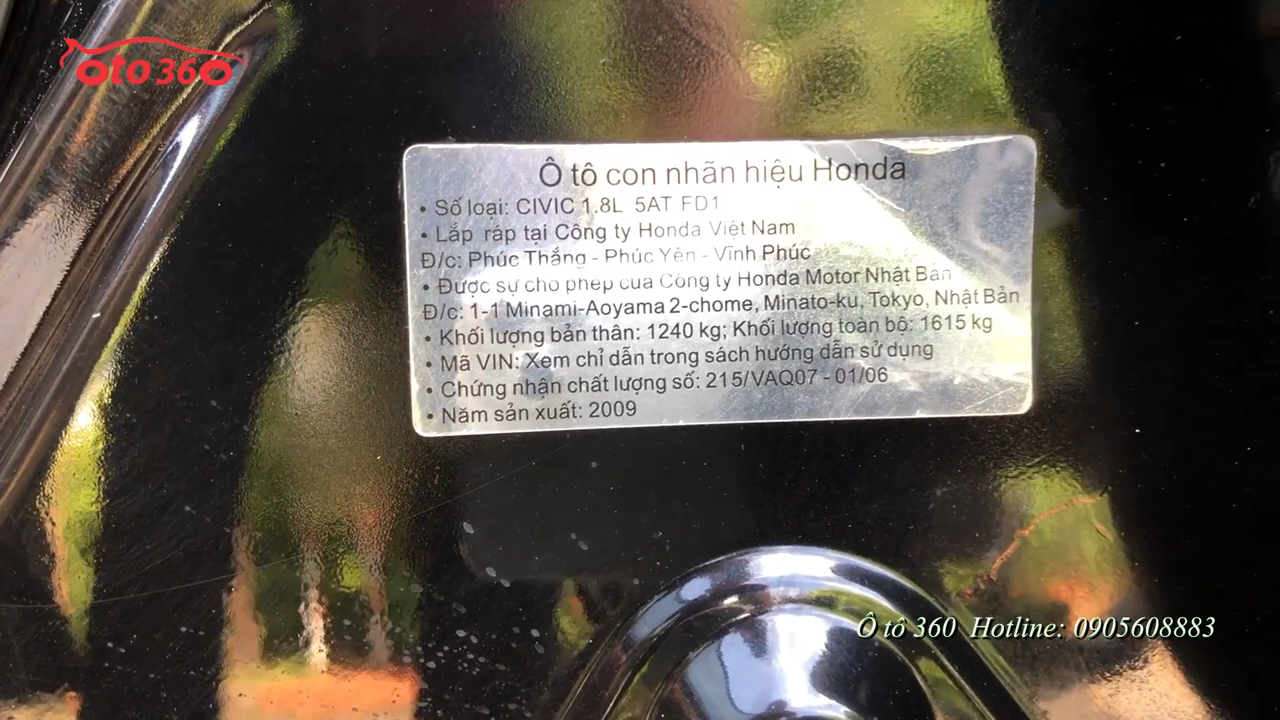 oto 360
Ô tô con nhãn hiệu Honda
• Số loại: CIVIC 1.8L 5AT FD1
• Lắp ráp tại Công ty Honda Việt Nam
Đ/c: Phúc Thắng - Phúc Yên - Vĩnh Phúc
• Được sự cho phép của Công ty Honda Motor Nhật Bản
Đ/c: 1-1 Minami-Aoyama 2-chome, Minato-ku, Tokyo, Nhật Bản
• Khối lượng bản thân: 1240 kg; Khối lượng toàn bộ: 1615 kg
• Mã VIN: Xem chỉ dẫn trong sách hướng dẫn sử dụng
• Chứng nhận chất lượng số: 215/VAQ07 - 01/06
• Năm sản xuất: 2009
Ô tô 360 Hotline: 0905608883